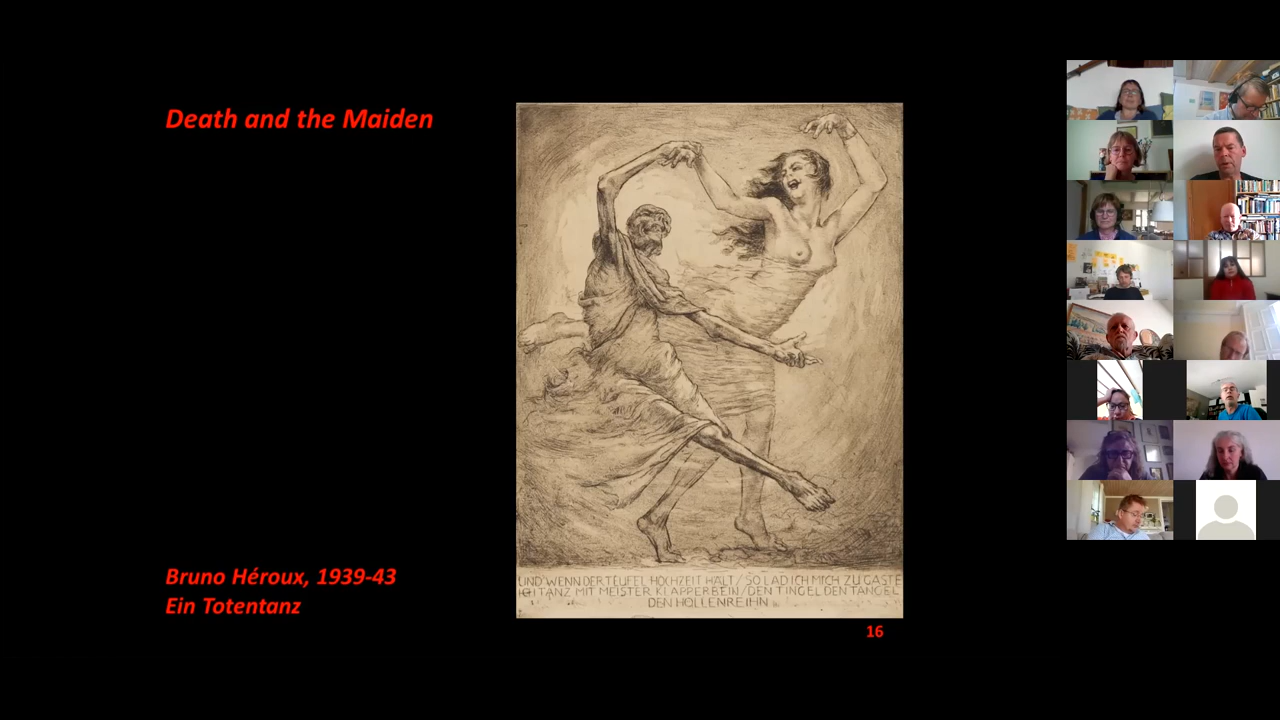 Death and the Maiden
UND WENN DER TEUFEL HOCHZEIT HÄLT / SO LAD ICH MICH ZU GASTE
ICH TANZ MIT MEISTER KLAPPERBEIN / DEN TINGEL DEN TANGEL
DEN HÖLLENREIHN
Bruno Héroux, 1939-43
Ein Totentanz
16